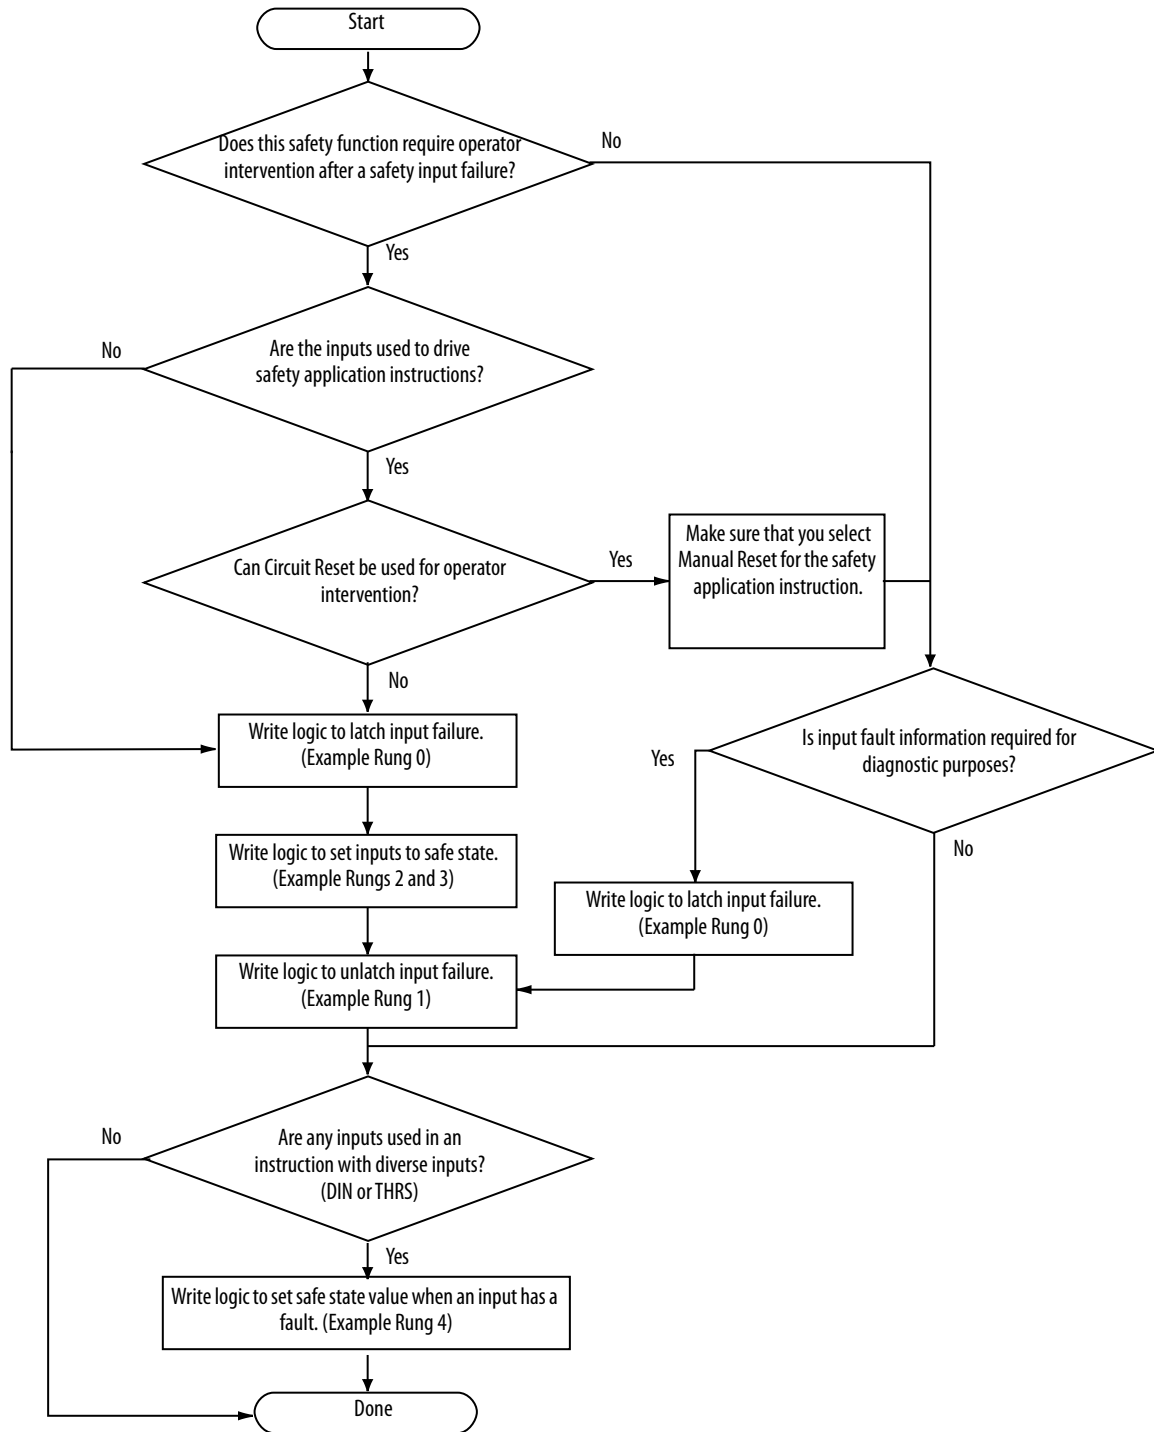 Start
Does this safety function require operator
intervention after a safety input failure?
No
Yes
Are the inputs used to drive
safety application instructions?
No
Yes
Can Circuit Reset be used for operator
intervention?
Yes
Make sure that you select
Manual Reset for the safety
application instruction.
No
Write logic to latch input failure.
(Example Rung 0)
Is input fault information required for
diagnostic purposes?
Yes
No
Write logic to set inputs to safe state.
(Example Rungs 2 and 3)
Write logic to latch input failure.
(Example Rung 0)
Write logic to unlatch input failure.
(Example Rung 1)
Are any inputs used in an
instruction with diverse inputs?
(DIN or THRS)
No
Yes
Write logic to set safe state value when an input has a
fault. (Example Rung 4)
Done